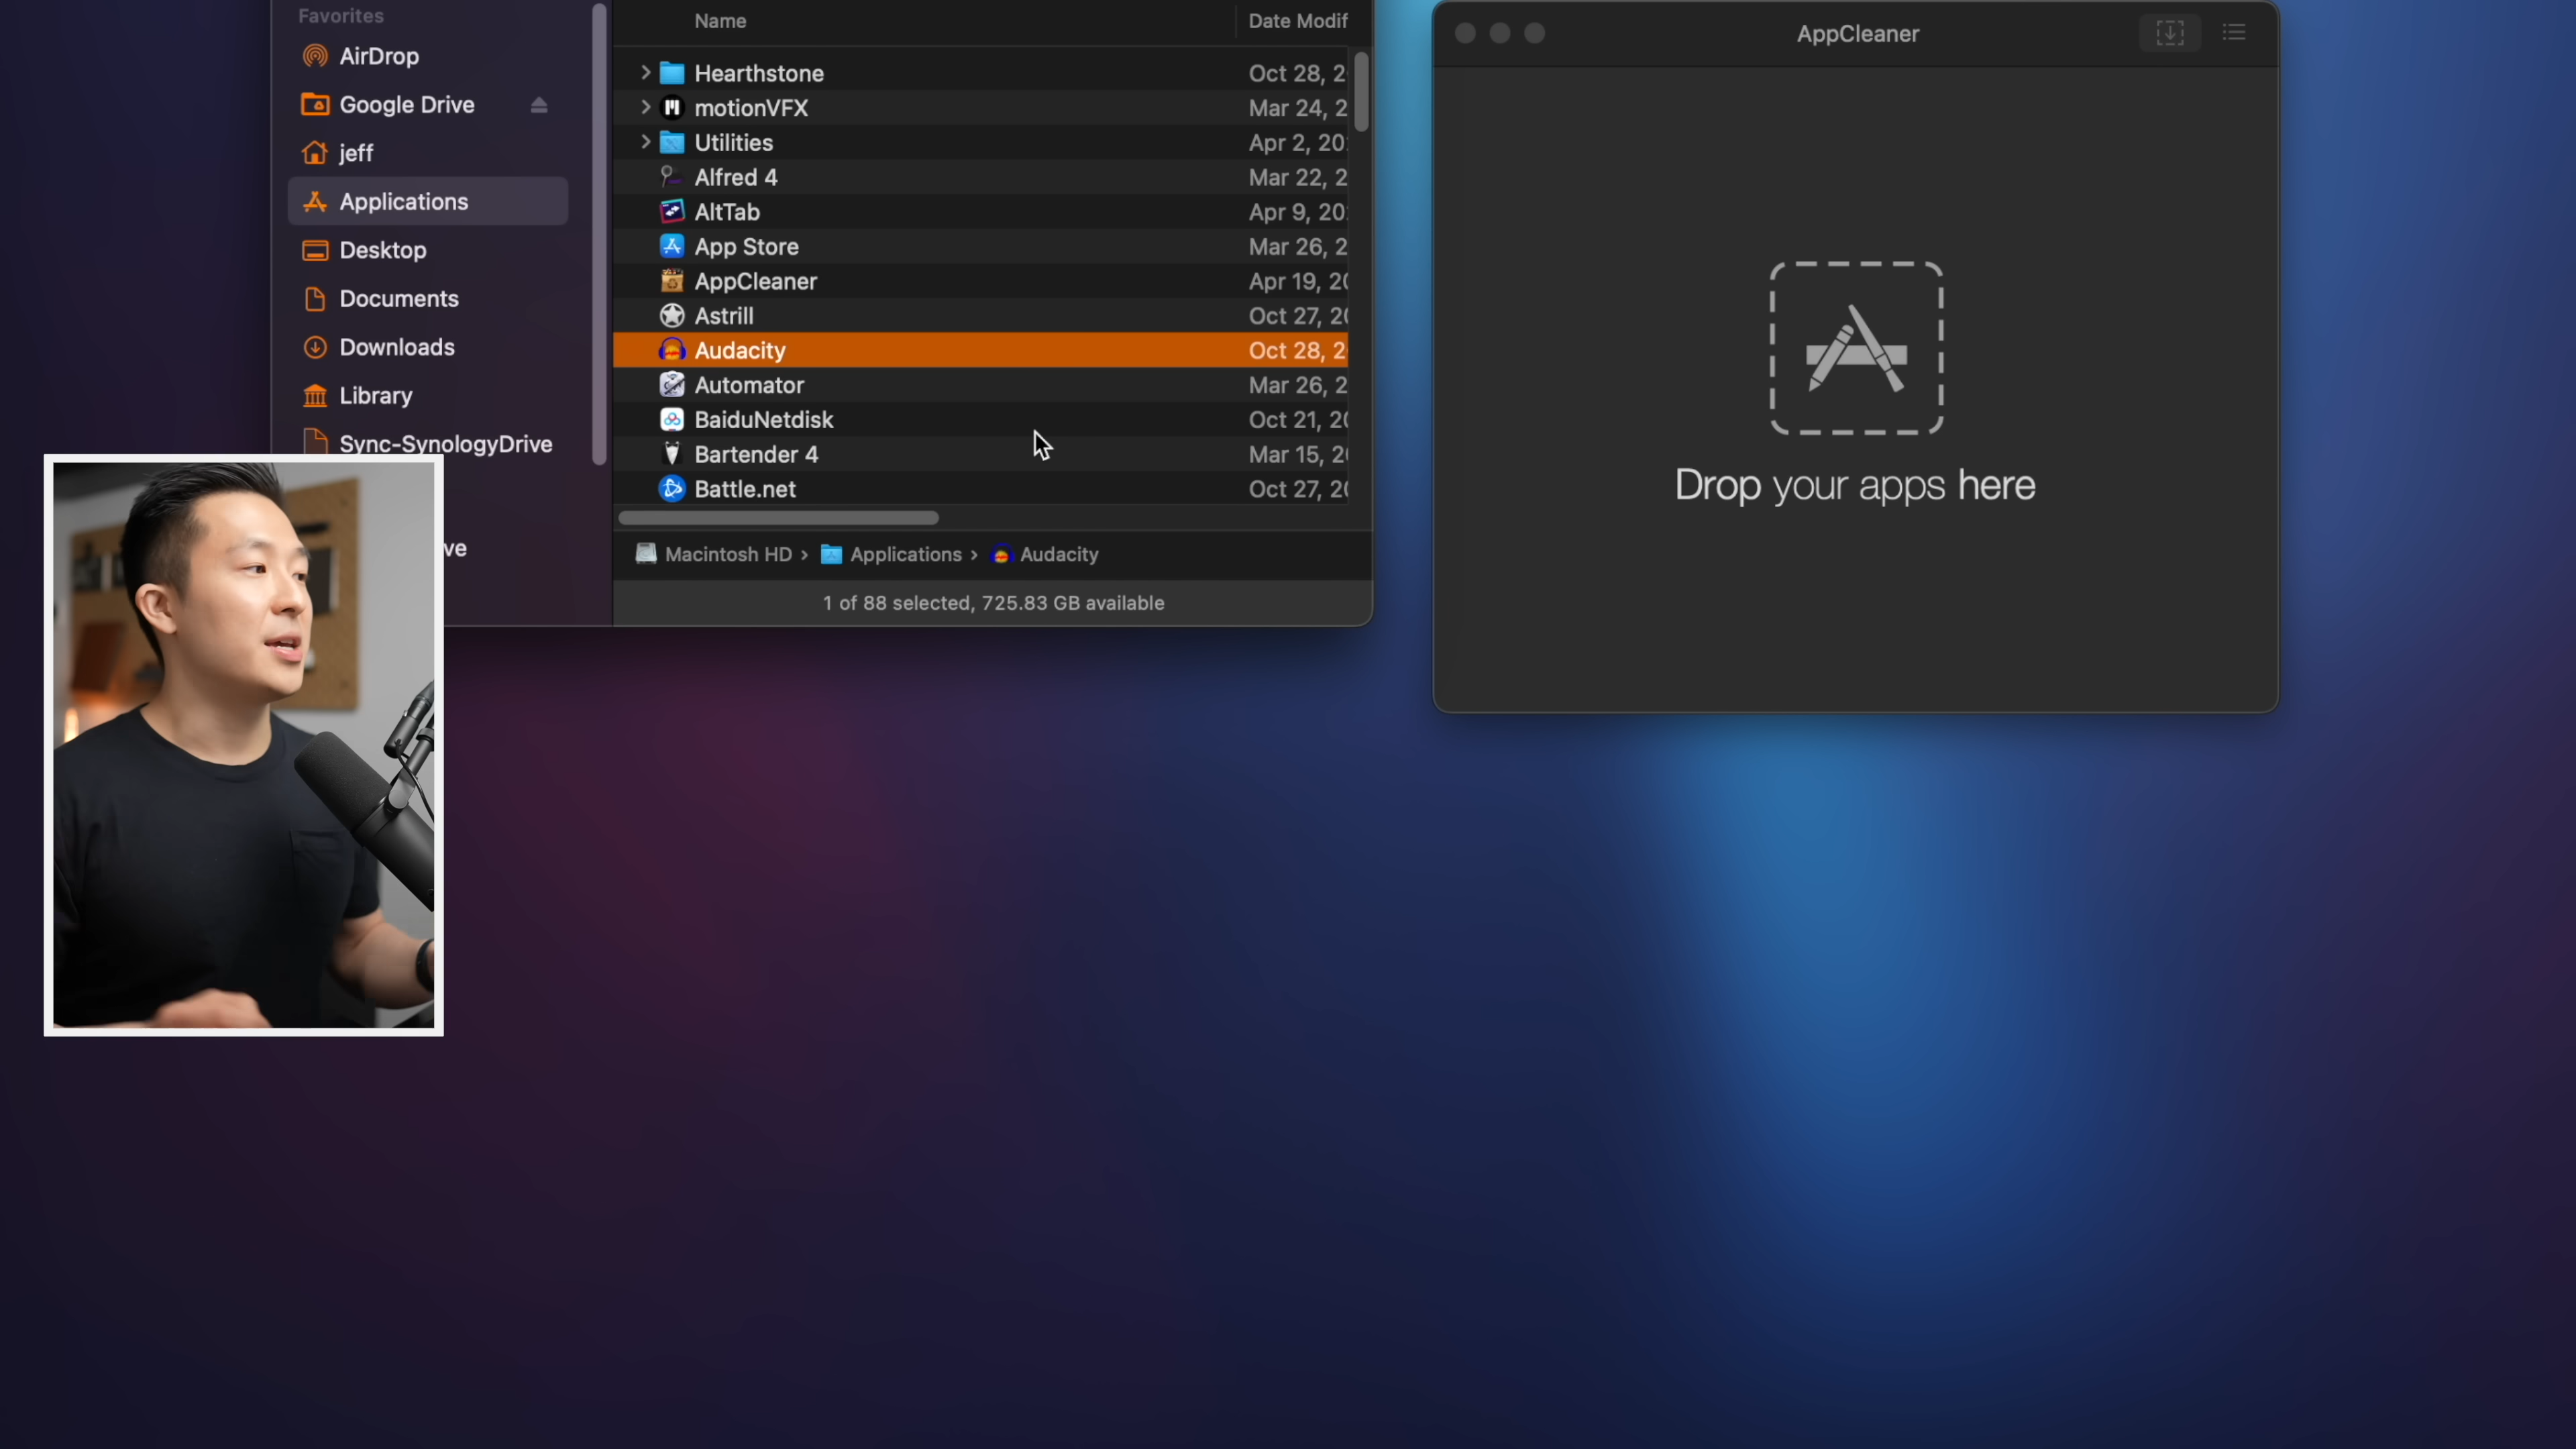 Favorites
AirDrop
Google Drive
jeff
Applications
Desktop
Documents
Downloads
Library
Sync-SynologyDrive
ve
Name Date Modif
Hearthstone Oct 28, 2
motionVFX Mar 24, 2
Utilities Apr 2, 20
Alfred 4 Mar 22, 2
AltTab Apr 9, 20
App Store Mar 26, 2
AppCleaner Apr 19, 20
Astrill Oct 27, 20
Audacity Oct 28, 2
Automator Mar 26, 2
BaiduNetdisk Oct 21, 20
Bartender 4 Mar 15, 20
Battle.net Oct 27, 20
Macintosh HD › Applications › Audacity
1 of 88 selected, 725.83 GB available
AppCleaner
Drop your apps here